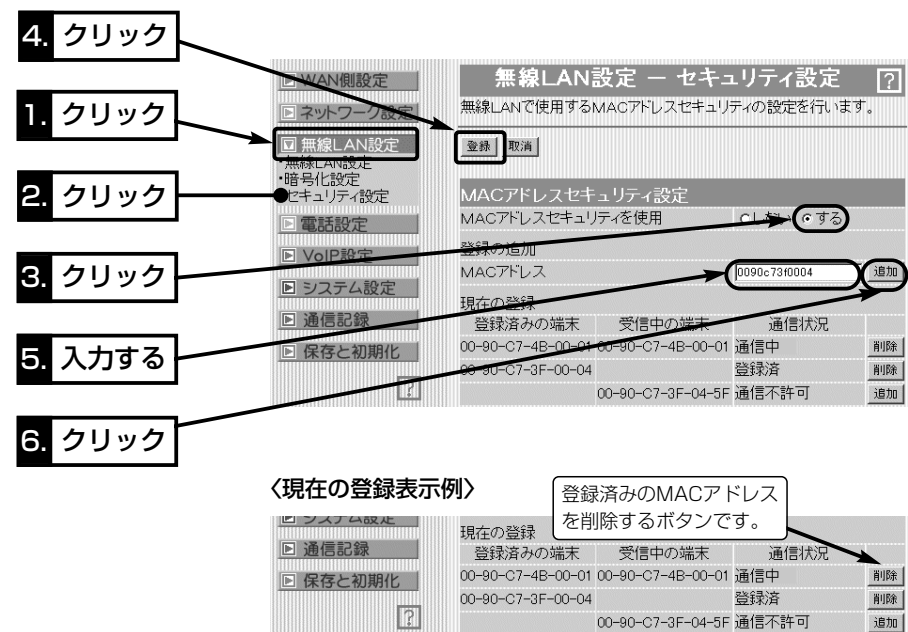 4. クリック
1. クリック
2. クリック
3. クリック
5. 入力する
6. クリック
WAN側設定
ネットワーク設定
無線LAN設定
・無線LAN設定
・暗号化設定
セキュリティ設定
電話設定
VoIP設定
システム設定
通信記録
保存と初期化
?
無線LAN設定 － セキュリティ設定 ?
無線LANで使用するMACアドレスセキュリティの設定を行います。
登録 取消
MACアドレスセキュリティ設定
MACアドレスセキュリティを使用 しない する
登録の追加
MACアドレス 0090c73f0004 追加
現在の登録
登録済みの端末 受信中の端末 通信状況
00-90-C7-4B-00-01 00-90-C7-4B-00-01 通信中 削除
00-90-C7-3F-00-04 登録済 削除
00-90-C7-3F-04-5F 通信不許可 追加
〈現在の登録表示例〉
登録済みのMACアドレス
を削除するボタンです。
システム設定
通信記録
保存と初期化
?
現在の登録
登録済みの端末 受信中の端末 通信状況
00-90-C7-4B-00-01 00-90-C7-4B-00-01 通信中 削除
00-90-C7-3F-00-04 登録済 削除
00-90-C7-3F-04-5F 通信不許可 追加